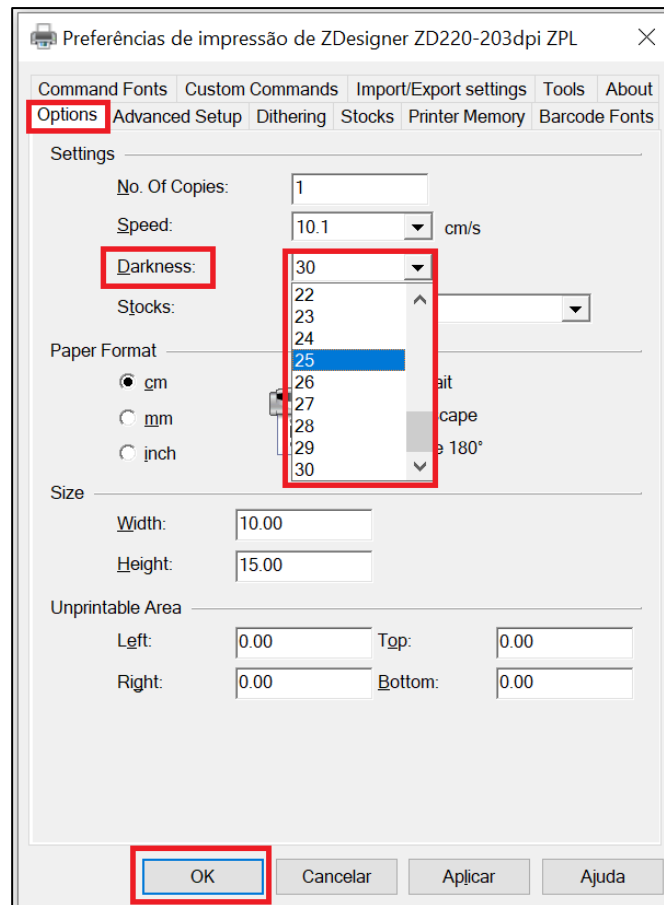 Preferências de impressão de ZDesigner ZD220-203dpi ZPL
Command Fonts Custom Commands Import/Export settings Tools About
Options Advanced Setup Dithering Stocks Printer Memory Barcode Fonts
Settings
No. Of Copies: 1
Speed: 10.1 cm/s
Darkness: 30
22
23
24
25
26
27
28
29
30
Stocks:
Paper Format
cm
mm
inch
180°
Size
Width: 10.00
Height: 15.00
Unprintable Area
Left: 0.00 Top: 0.00
Right: 0.00 Bottom: 0.00
OK Cancelar Aplicar Ajuda